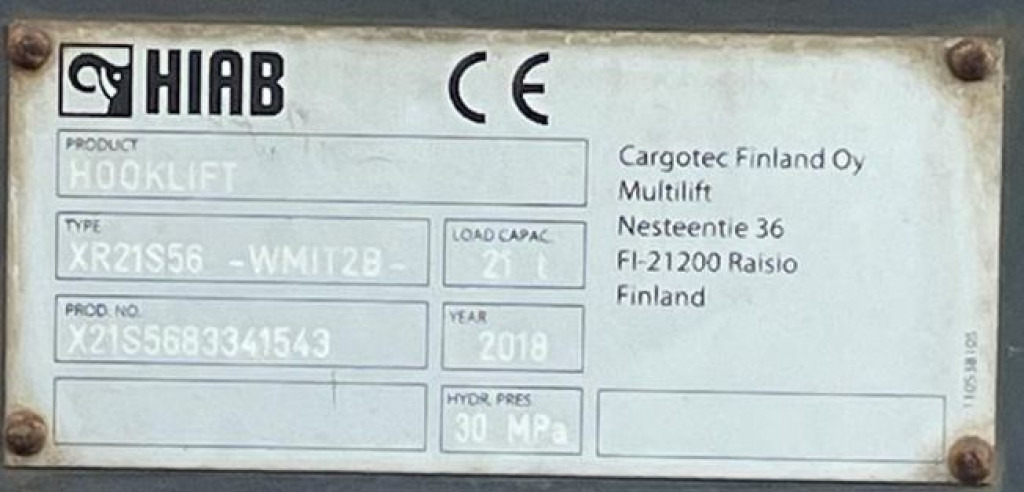 HIAB CE
PRODUCT
HOOKLIFT
TYPE
XR21S56 -WMIT2B-
LOAD CAPAC.
21 t
PROD. NO.
X21S5683341543
YEAR
2018
HYDR. PRES.
30 MPa
Cargotec Finland Oy
Multilift
Nesteentie 36
FI-21200 Raisio
Finland